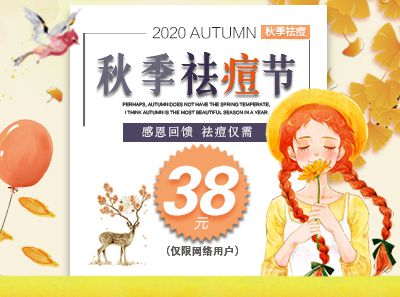 2020 AUTUMN 秋季祛痘
秋季祛痘节
PERHAPS, AUTUMN DOES NOT HAVE THE SPRING TEMPERATE,
I THINK AUTUMN IS THE MOST BEAUTIFUL SEASON IN A YEAR.
感恩回馈 祛痘仅需
38
元
(仅限网络用户)